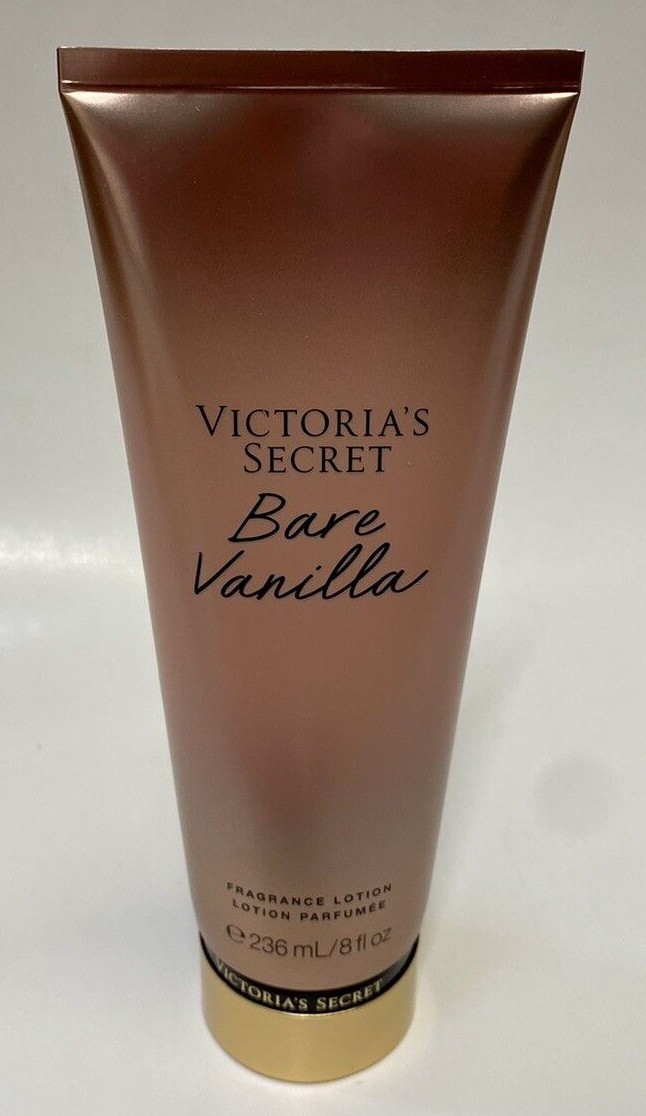 VICTORIA'S
SECRET
Bare
Vanilla
FRAGRANCE LOTION
LOTION PARFUMÉE
℮ 236 mL/8 fl oz
VICTORIA'S SECRET